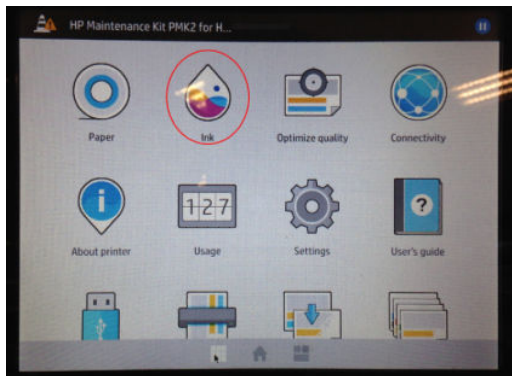 HP Maintenance Kit PMK2 for H...
Paper
Ink
Optimize quality
Connectivity
i
127
?
About printer
Usage
Settings
User's guide